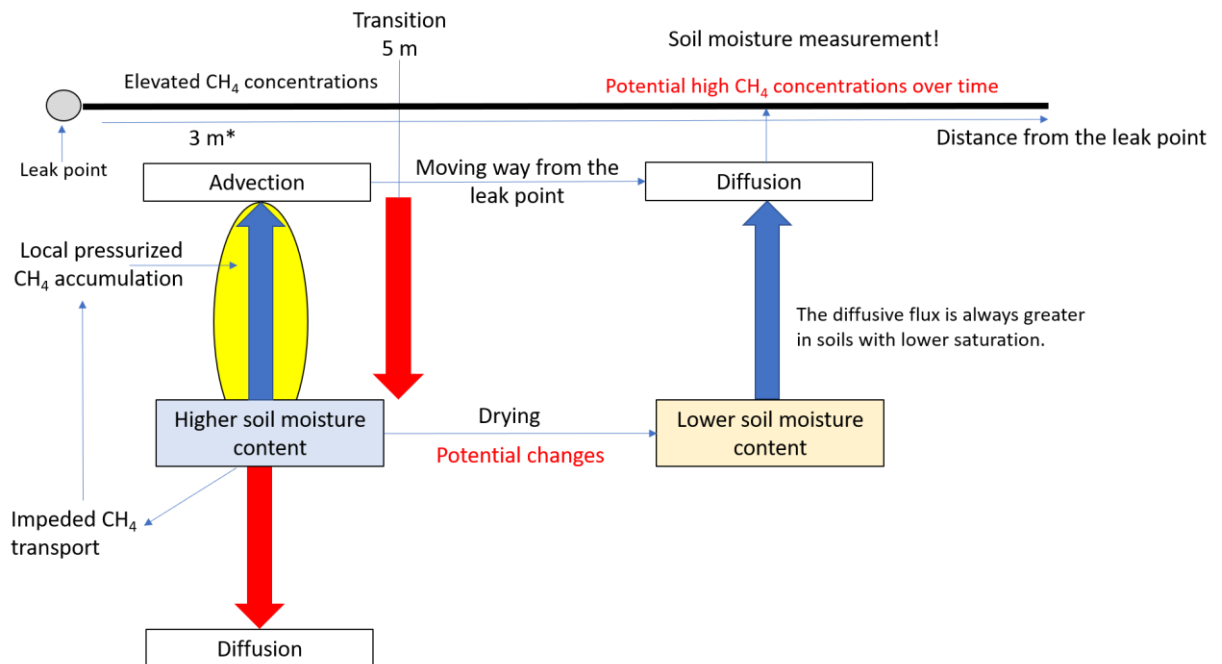 Transition
5 m
Soil moisture measurement!
Elevated CH₄ concentrations
Potential high CH₄ concentrations over time
3 m*
Distance from the leak point
Leak point
Advection
Moving way from the
leak point
Diffusion
Local pressurized
CH₄ accumulation
The diffusive flux is always greater
in soils with lower saturation.
Higher soil moisture
content
Drying
Potential changes
Lower soil moisture
content
Impeded CH₄
transport
Diffusion